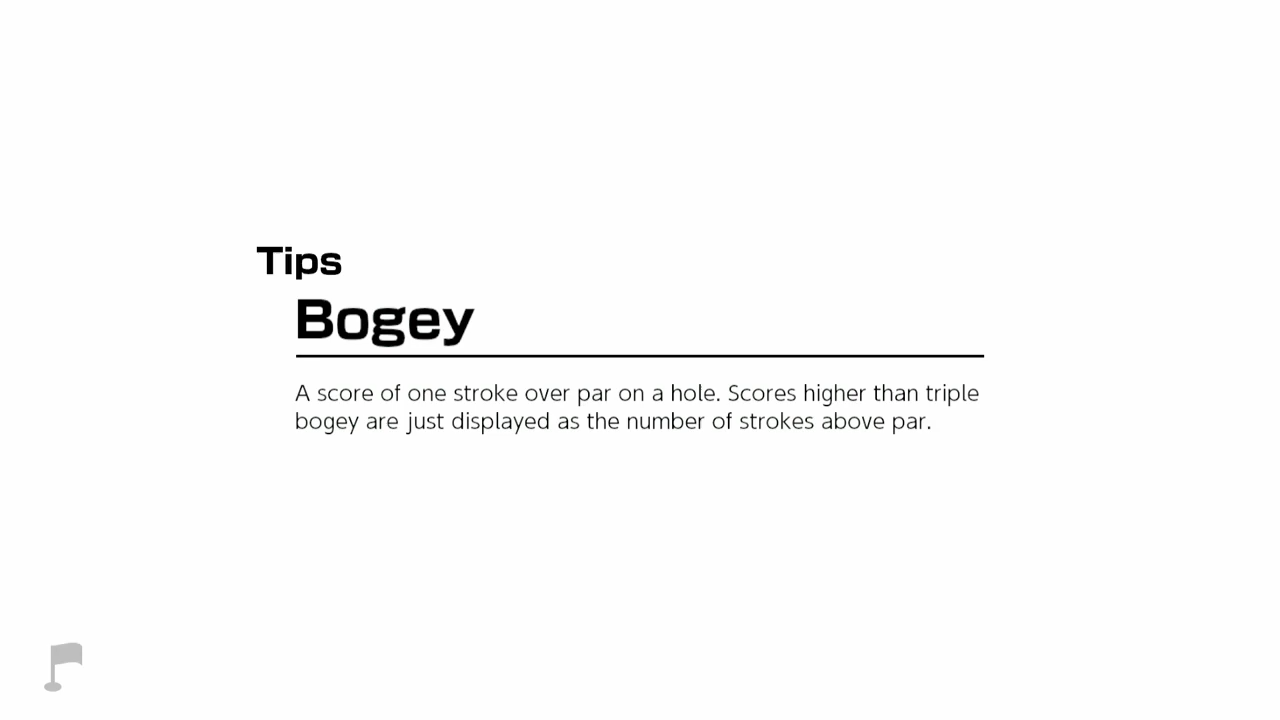 Tips
Bogey
A score of one stroke over par on a hole. Scores higher than triple
bogey are just displayed as the number of strokes above par.